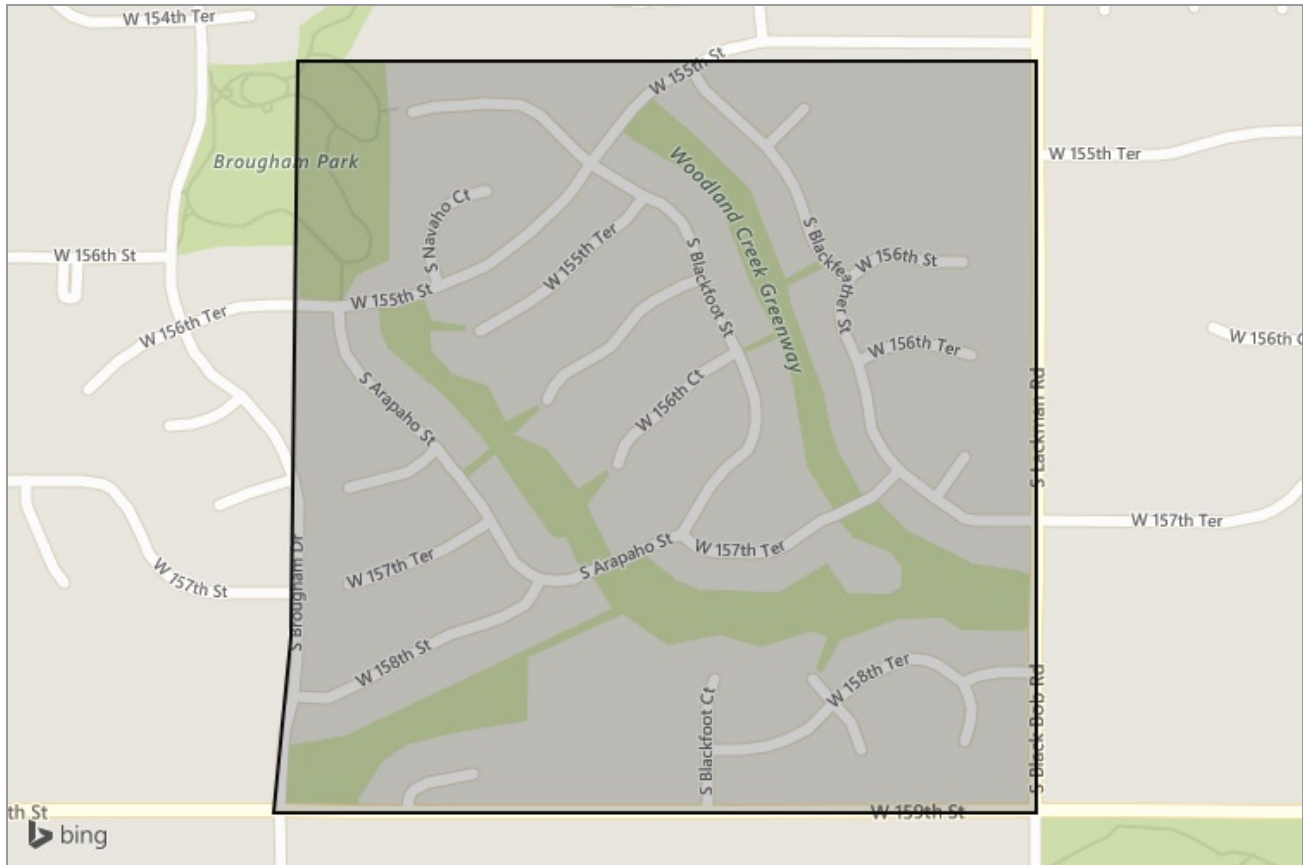 W 154th Ter
W 155th St
W 155th Ter
Brougham Park
Woodland Creek Greenway
S Navaho Ct
W 156th St
W 155th Ter
S Blackfoot St
S Blackfeather St
W 156th St
W 155th St
W 156th Ter
W 156th Ter
W 156th C
S Arapaho St
W 156th Ct
S Lackman Rd
W 157th Ter
W 157th Ter
S Arapaho St
W 157th Ter
W 157th St
S Brougham Dr
W 158th St
W 158th Ter
S Blackfoot Ct
S Black Bob Rd
th St
W 159th St
bing